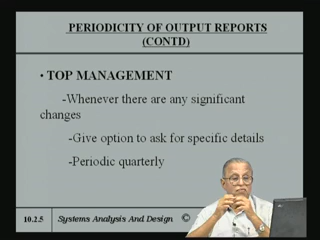 PERIODICITY OF OUTPUT REPORTS
(CONTD)
• TOP MANAGEMENT
-Whenever there are any significant
changes
-Give option to ask for specific details
-Periodic quarterly
10.2.5 Systems Analysis And Design ©